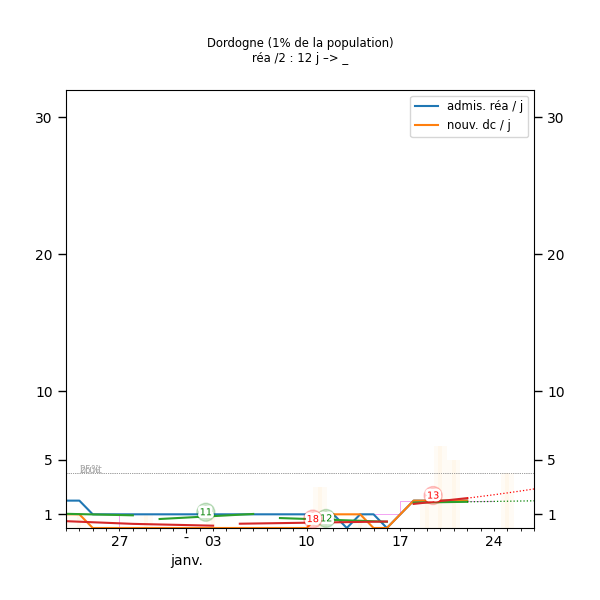 Dordogne (1% de la population)
réa /2 : 12 j –> _
admis. réa / j
nouv. dc / j
30 30
20 20
10 10
5 5
1 1
11
18
12
13
27 - 03 10 17 24
janv.